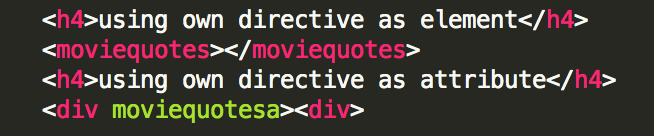 <h4>using own directive as element</h4>
<moviequotes></moviequotes>
<h4>using own directive as attribute</h4>
<div moviequotesa><div>